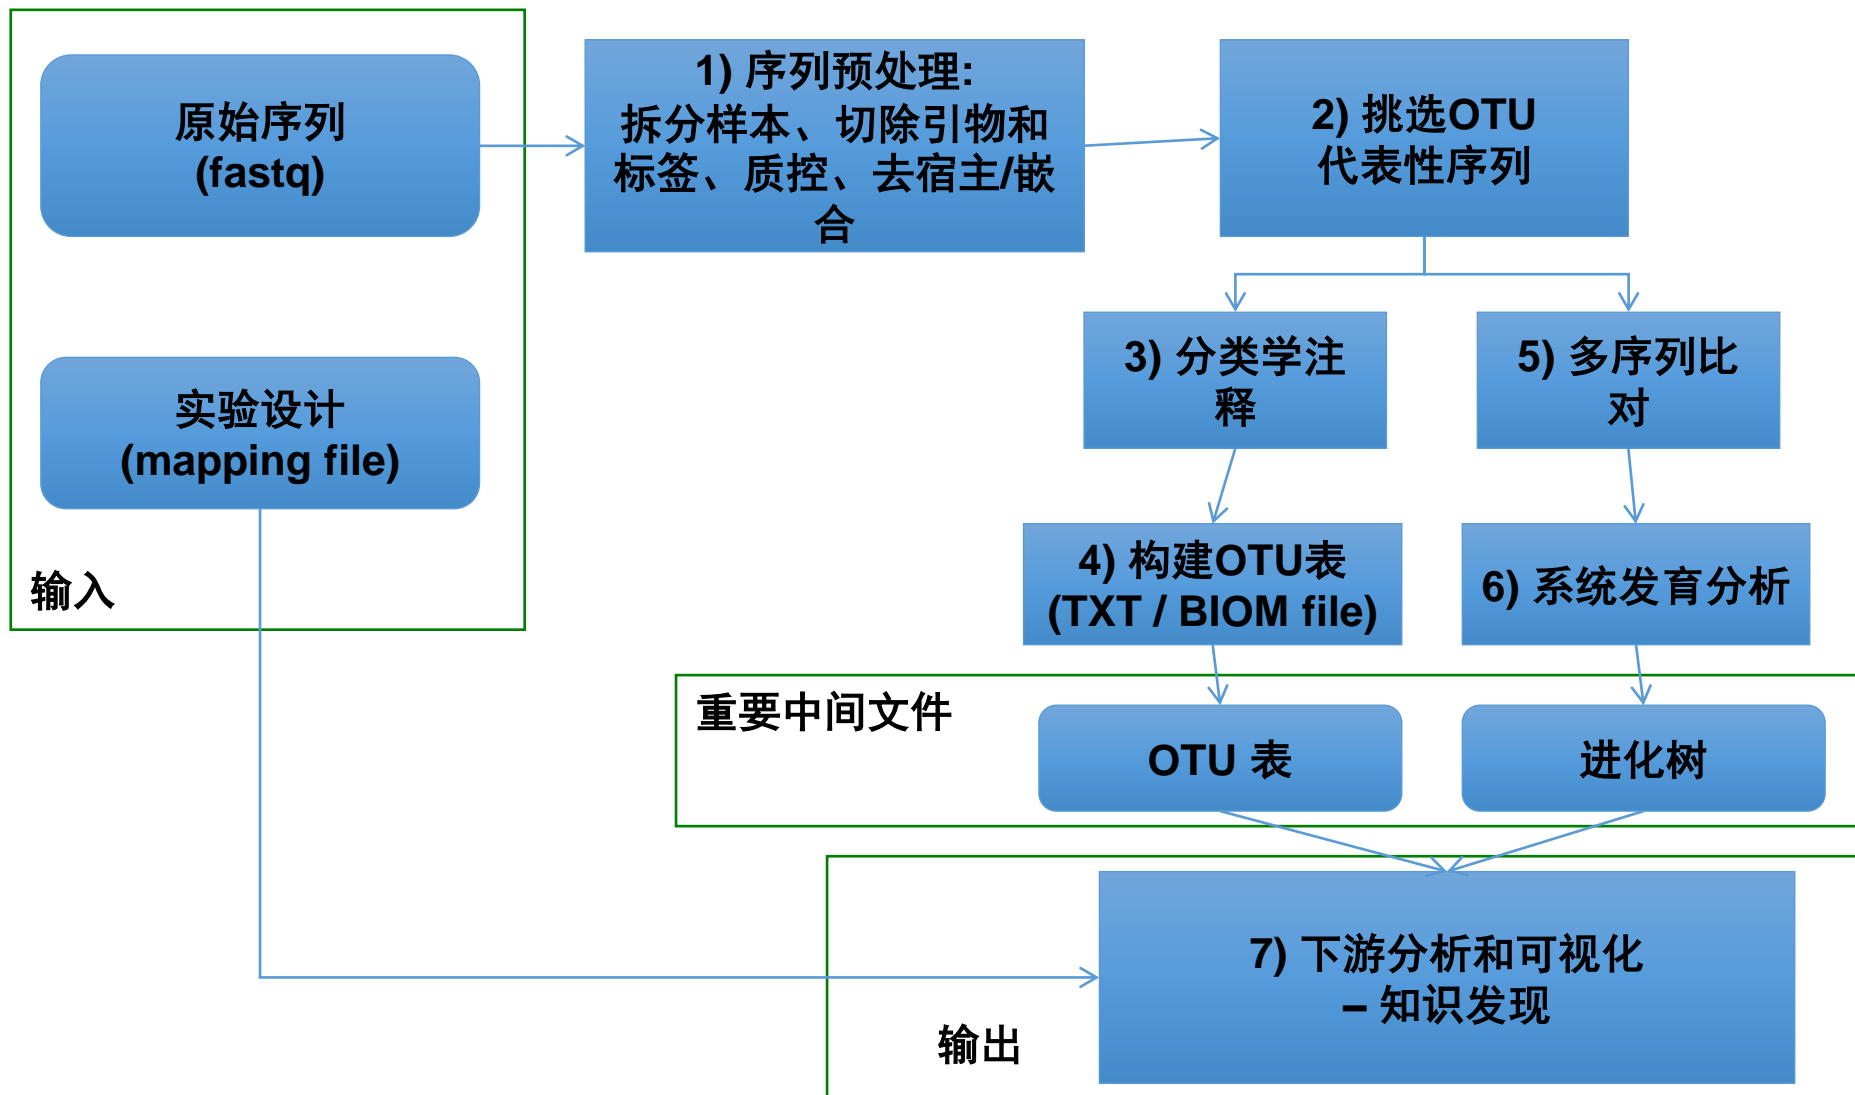 原始序列
(fastq)
实验设计
(mapping file)
输入
1) 序列预处理:
拆分样本、切除引物和
标签、质控、去宿主/嵌
合
2) 挑选OTU
代表性序列
3) 分类学注
释
5) 多序列比
对
4) 构建OTU表
(TXT / BIOM file)
6) 系统发育分析
重要中间文件
OTU 表
进化树
7) 下游分析和可视化
– 知识发现
输出